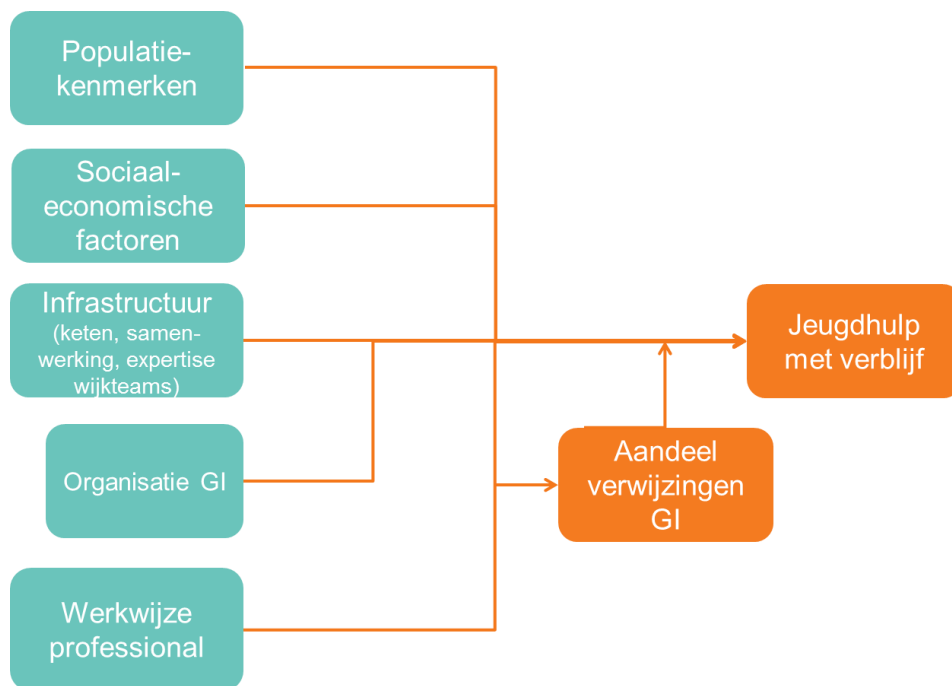 Populatie-
kenmerken
Sociaal-
economische
factoren
Infrastructuur
(keten, samen-
werking, expertise
wijkteams)
Jeugdhulp
met verblijf
Organisatie GI
Aandeel
verwijzingen
GI
Werkwijze
professional